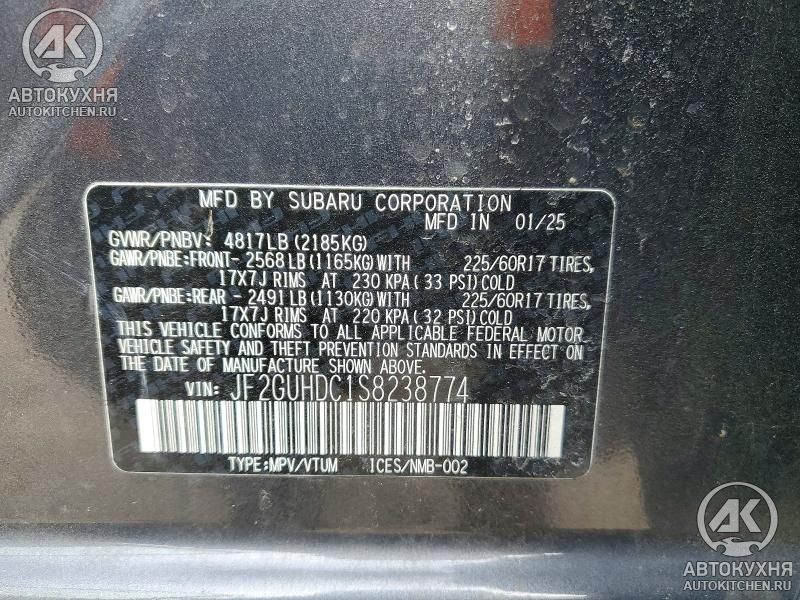 АК
АВТОКУХНЯ
AUTOKITCHEN.RU
MFD BY SUBARU CORPORATION
MFD IN 01/25
GVWR/PNBV: 4817LB(2185KG)
GAWR/PNBE:FRONT- 2568LB(1165KG)WITH 225/60R17 TIRES,
17X7J RIMS AT 230 KPA(33 PSI)COLD
GAWR/PNBE:REAR - 2491LB(1130KG)WITH 225/60R17 TIRES,
17X7J RIMS AT 220 KPA(32 PSI)COLD
THIS VEHICLE CONFORMS TO ALL APPLICABLE FEDERAL MOTOR
VEHICLE SAFETY AND THEFT PREVENTION STANDARDS IN EFFECT ON
THE DATE OF MANUFACTURE SHOWN ABOVE.
VIN: JF2GUHDC1S8238774
TYPE:MPV/VTUM ICES/NMB-002
АК
АВТОКУХНЯ
AUTOKITCHEN.RU